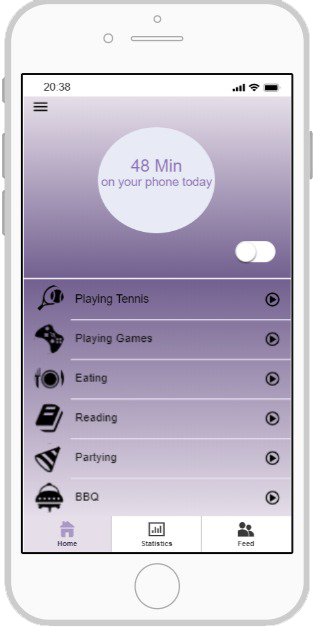 20:38
48 Min
on your phone today
Playing Tennis
Playing Games
Eating
Reading
Partying
BBQ
Home
Statistics
Feed